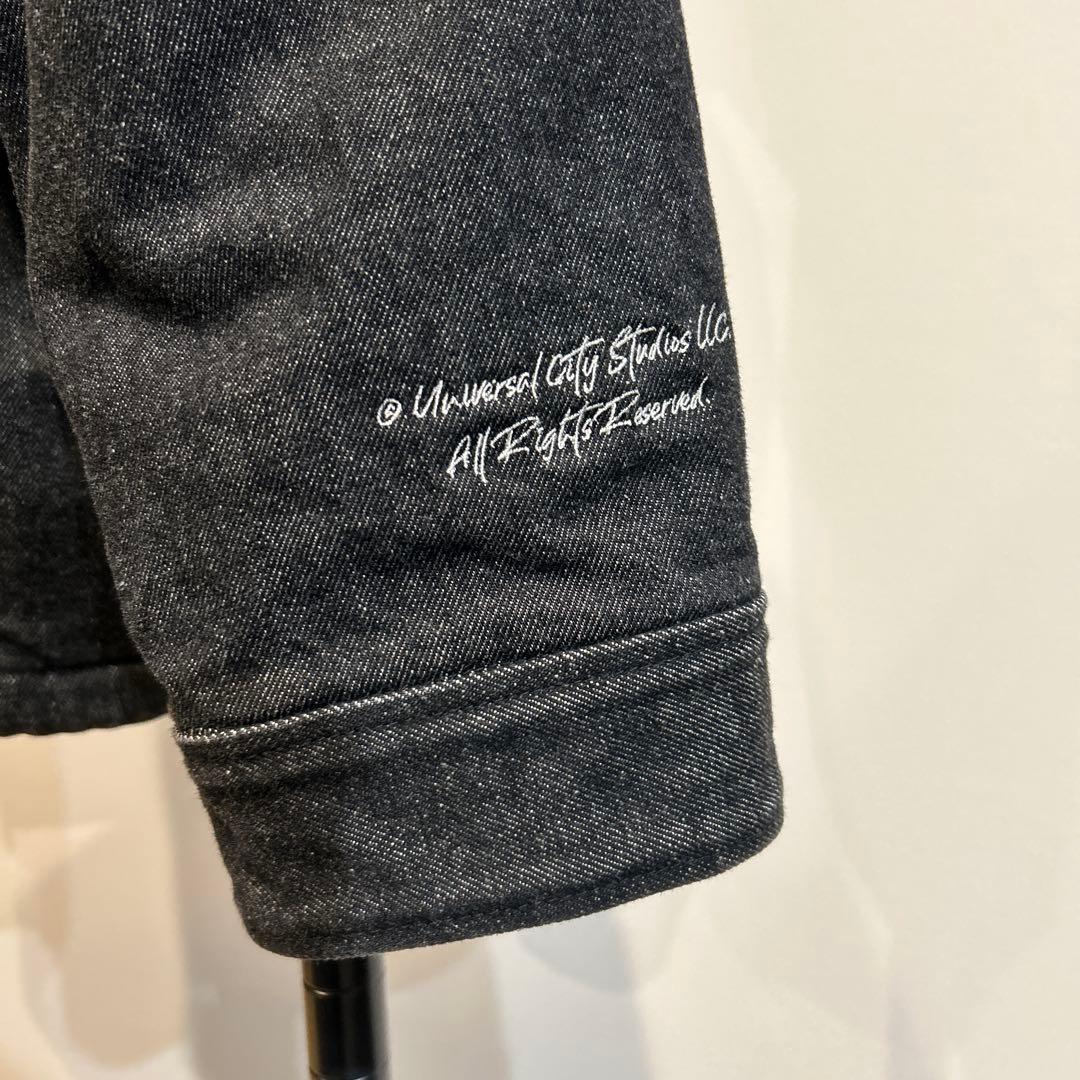 © Universal City Studios LLC.
All Rights Reserved.